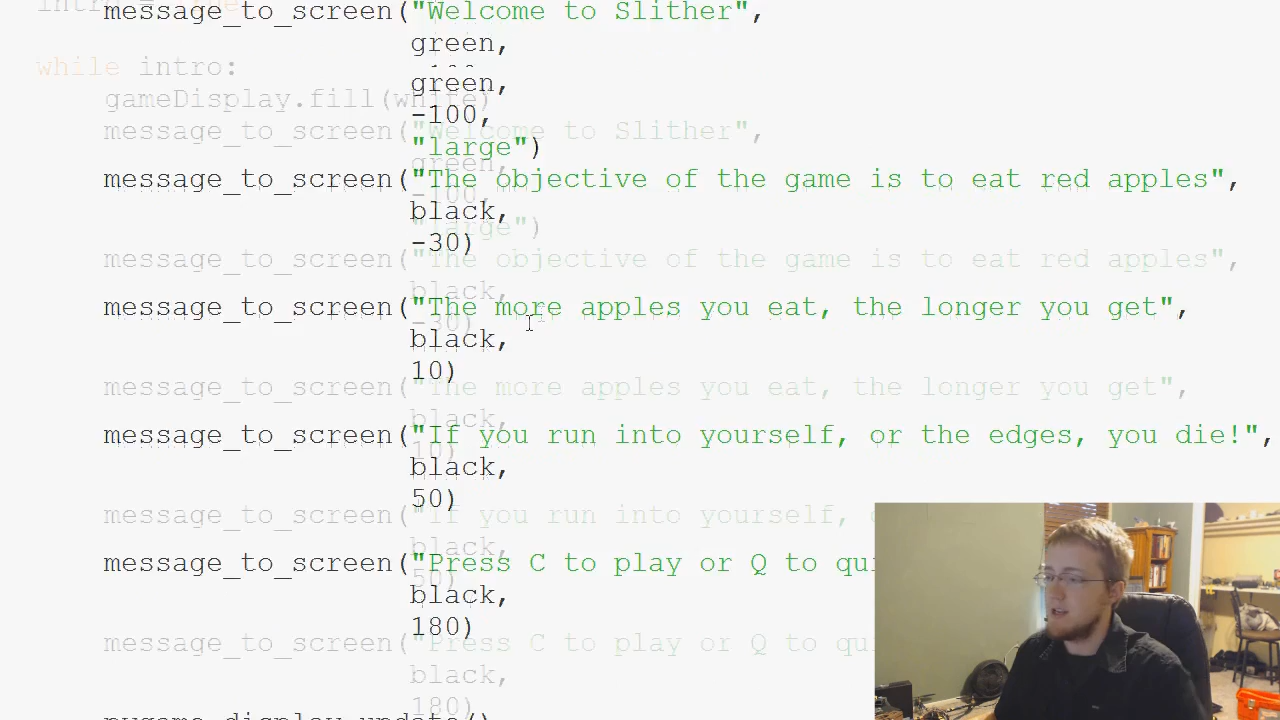 intro =
message_to_screen("Welcome to Slither",
green,
while intro:
green,
gameDisplay.fill(white)
-100,
message_to_screen("Welcome to Slither",
"large")
green,
message_to_screen("The objective of the game is to eat red apples",
-100,
black,
"large")
-30)
message_to_screen("The objective of the game is to eat red apples",
black,
message_to_screen("The more apples you eat, the longer you get",
-30)
black,
10)
message_to_screen("The more apples you eat, the longer you get",
black,
message_to_screen("If you run into yourself, or the edges, you die!",
10)
black,
50)
message_to_screen("If you run into yourself,
black,
message_to_screen("Press C to play or Q to
50)
black,
180)
message_to_screen("Press C to play or Q to
black,
180)
pygame.display.update()